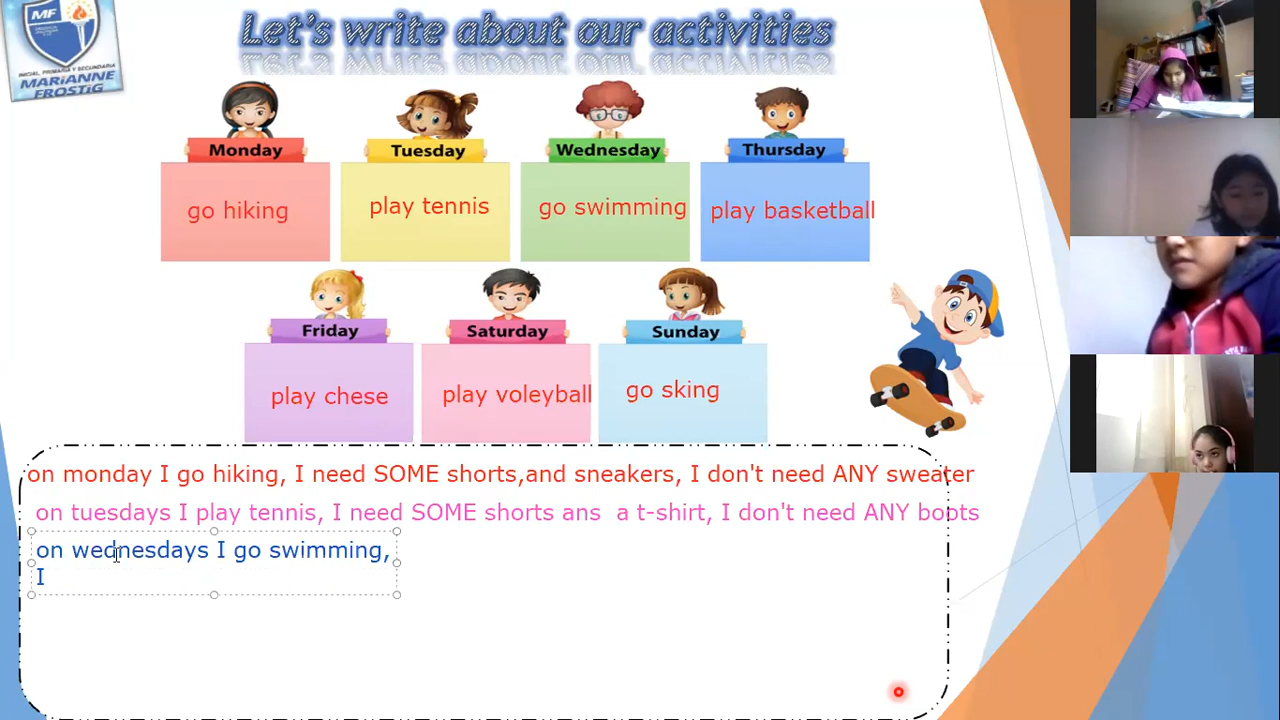 Let's write about our activities
MF
INICIAL, PRIMARIA Y SECUNDARIA
MARIANNE
FROSTIG
Monday
Tuesday
Wednesday
Thursday
go hiking
play tennis
go swimming
play basketball
Friday
Saturday
Sunday
play chese
play voleyball
go sking
on monday I go hiking, I need SOME shorts,and sneakers, I don't need ANY sweater
on tuesdays I play tennis, I need SOME shorts ans a t-shirt, I don't need ANY boots
on wednesdays I go swimming,
I